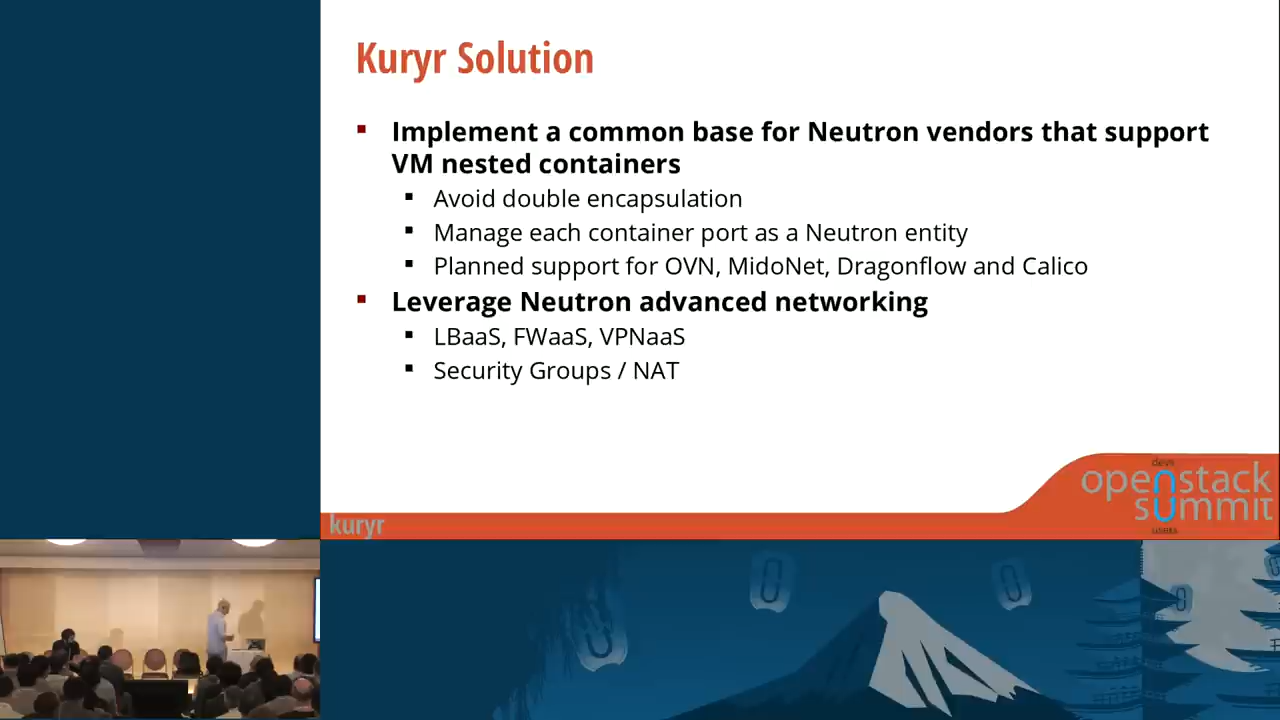 Kuryr Solution
Implement a common base for Neutron vendors that support
VM nested containers
Avoid double encapsulation
Manage each container port as a Neutron entity
Planned support for OVN, MidoNet, Dragonflow and Calico
Leverage Neutron advanced networking
LBaaS, FWaaS, VPNaaS
Security Groups / NAT
devs
openstack
summit
users
kuryr